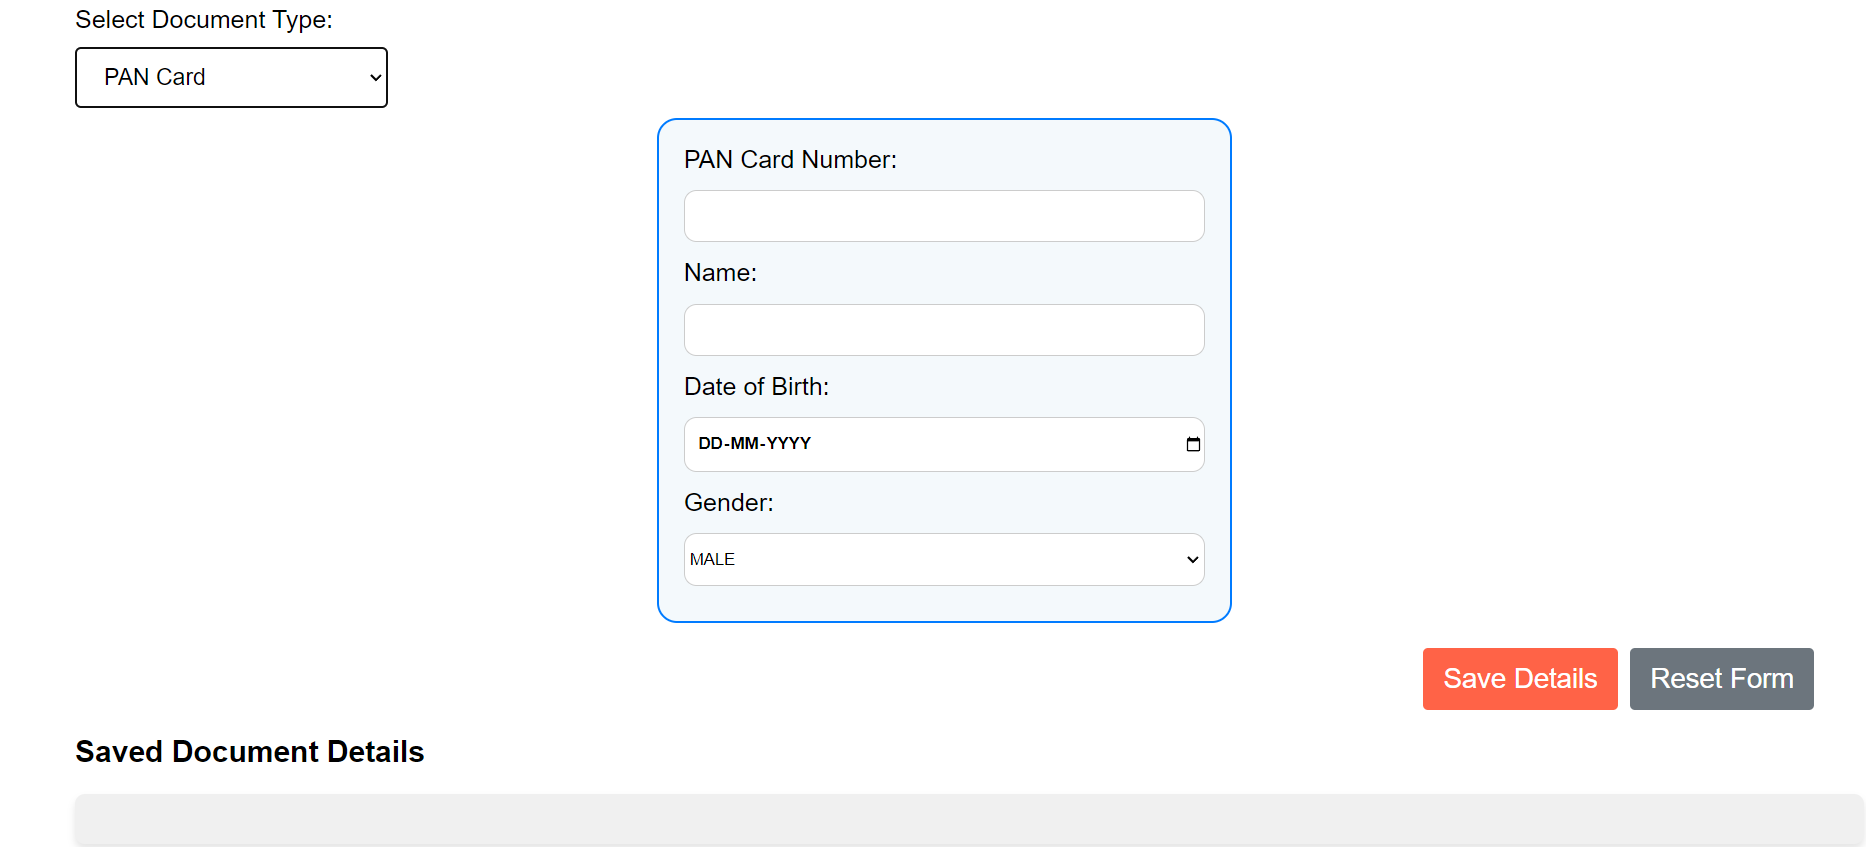 Select Document Type:
PAN Card
PAN Card Number:
Name:
Date of Birth:
DD-MM-YYYY
Gender:
MALE
Save Details Reset Form
Saved Document Details